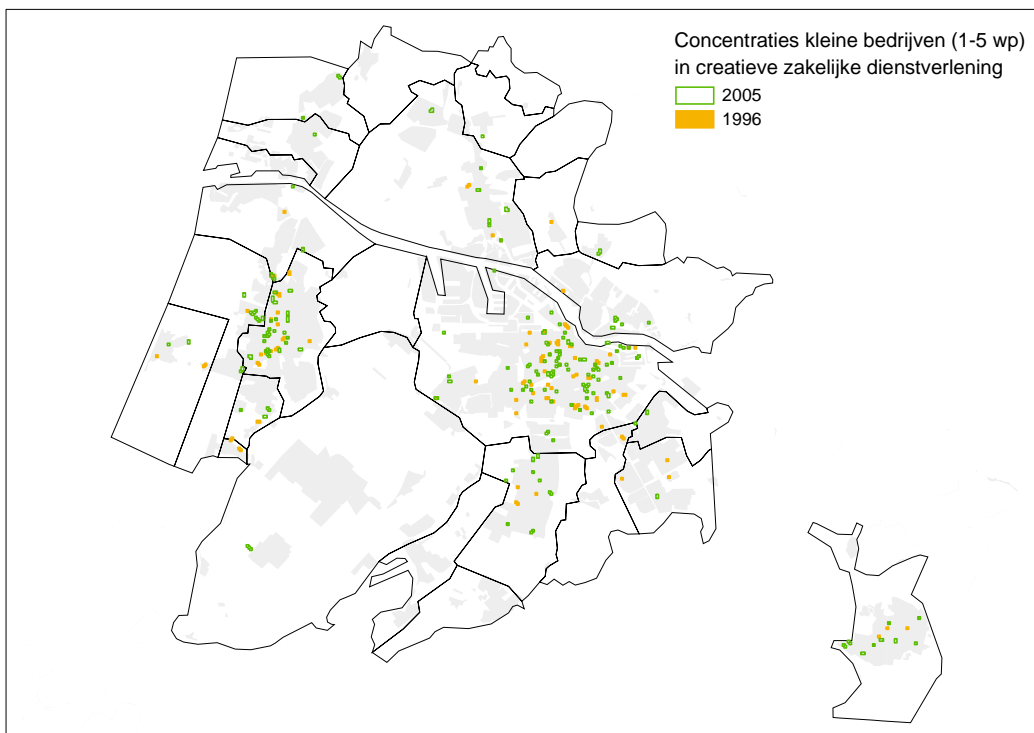 Concentraties kleine bedrijven (1-5 wp)
in creatieve zakelijke dienstverlening
2005
1996